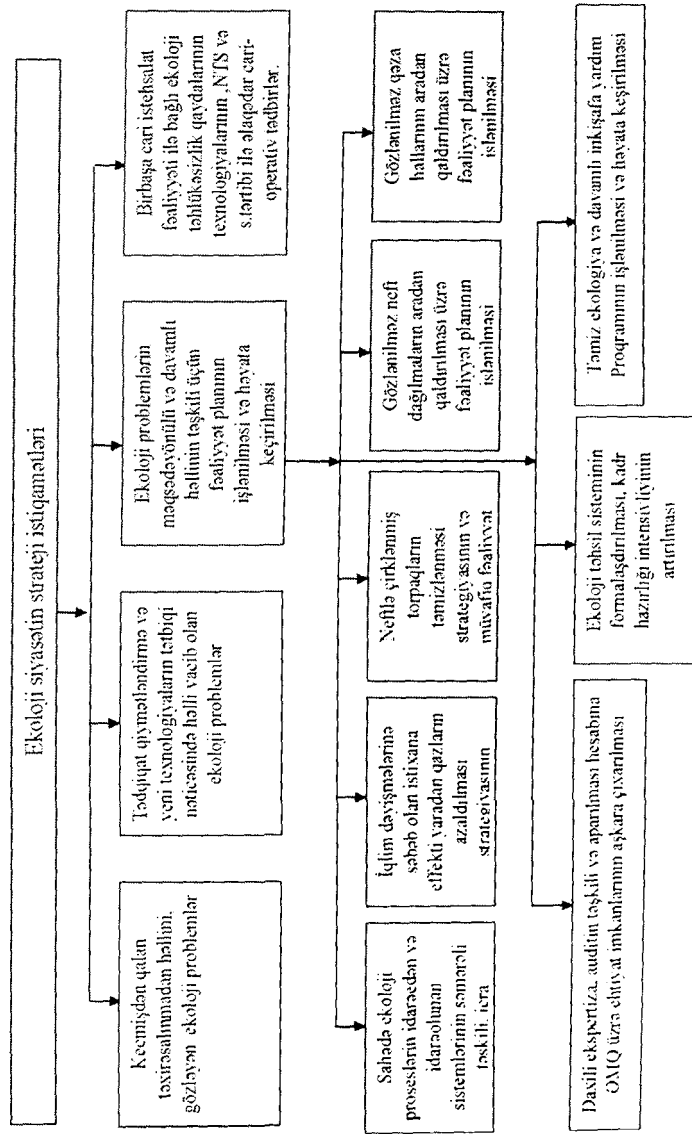 Ekoloji siyasətin strateji istiqamətləri
Keçmişdən qalan
təxirəsalınmadan həllini.
gözləyən ekoloji problemlər
Tədqiqat qiymətləndirmə və
yeni texnologiyaların tətbiqi
nəticəsində həlli vacib olan
ekoloji problemlər
Ekoloji problemlərin
məqsədəyönülü və davamlı
həllinin təşkili üçün
fəaliyyət planının
işlənilməsi və həyata
keçirilməsi
Birbaşa cari istehsalat
fəaliyyəti ilə bağlı ekoloji
təhlükəsizlik qaydalarının
texnologiyalarının ,NTS və
s.tərtibi ilə əlaqədar cari-
operativ tədbirlər.
Sahədə ekoloji
proseslərin idarəedən və
idarəolunan
sistemlərinin səmərəli
təşkili, icra
İqlim dəyişmələrinə
səbəb olan istixana
effekti yaradan qazların
azaldılması
strategiyasının
Neftlə çirklənmiş
torpaqların
təmizlənməsi
strategiyasının və
müvafiq fəaliyyət
Gözlənilməz neft
dağılmaların aradan
qaldırılması üzrə
fəaliyyət planının
işlənilməsi
Gözlənilməz qəza
hallarının aradan
qaldırılması üzrə
fəaliyyət planının
işlənilməsi
Daxili ekspertiza, auditin təşkili və aparılması hesabına
ƏMQ üzrə ehtiyat imkanlarının aşkara çıxarılması
Ekoloji təhsil sisteminin
formalaşdırılması, kadr
hazırlığı intensivliyinin
artırılması
Təmiz ekologiya və davamlı inkişafa yardım
Proqramının işlənilməsi və həyata keçirilməsi